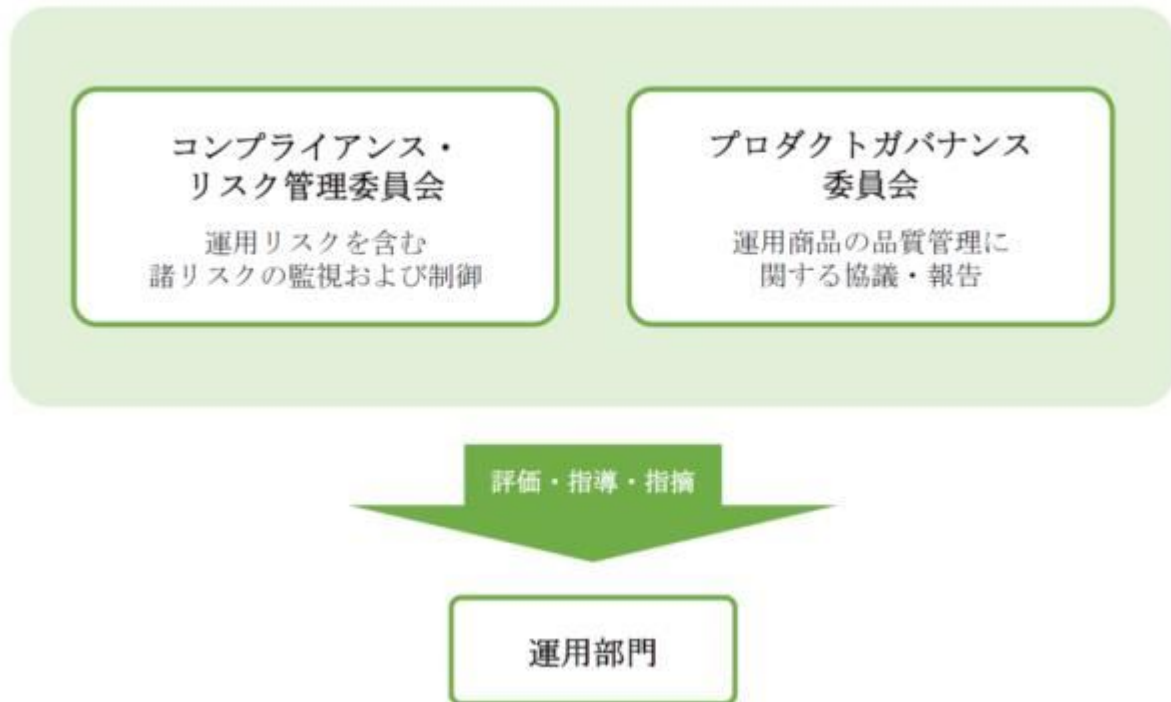 コンプライアンス・
リスク管理委員会
運用リスクを含む
諸リスクの監視および制御
プロダクトガバナンス
委員会
運用商品の品質管理に
関する協議・報告
評価・指導・指摘
運用部門